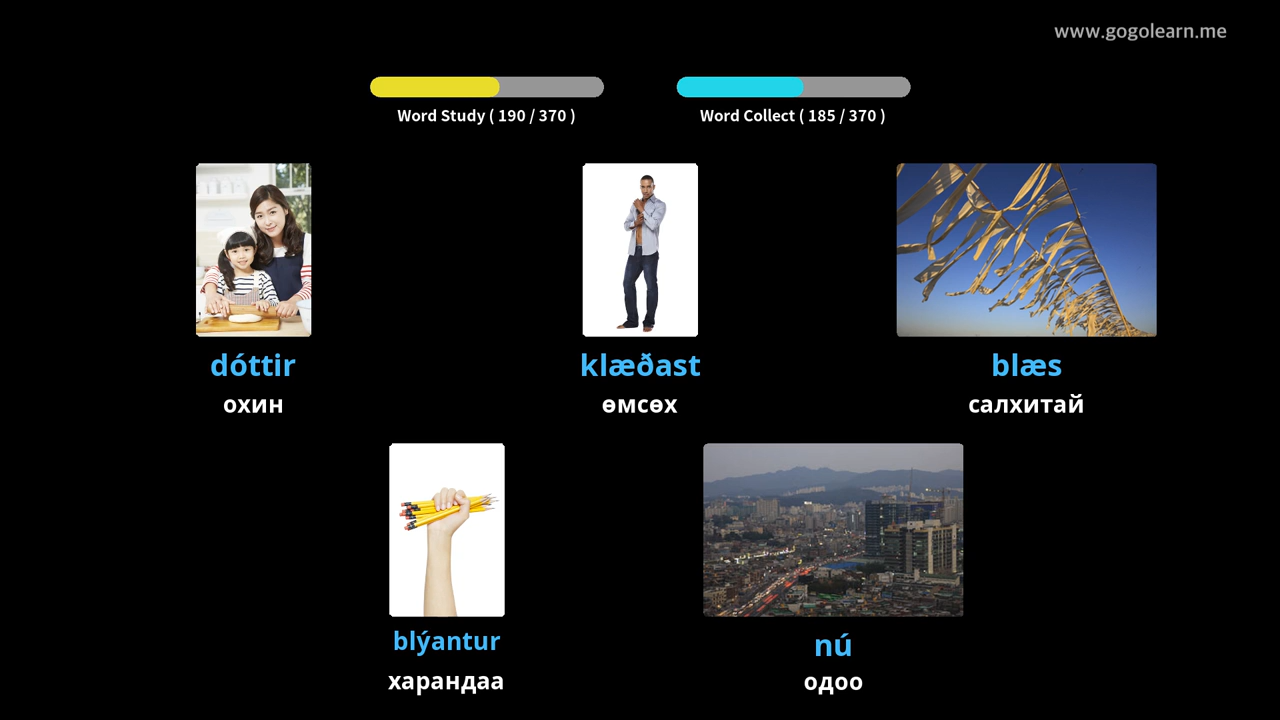 www.gogolearn.me
Word Study ( 190 / 370 )
Word Collect ( 185 / 370 )
dóttir
охин
klæðast
өмсөх
blæs
салхитай
blýantur
харандаа
nú
одоо